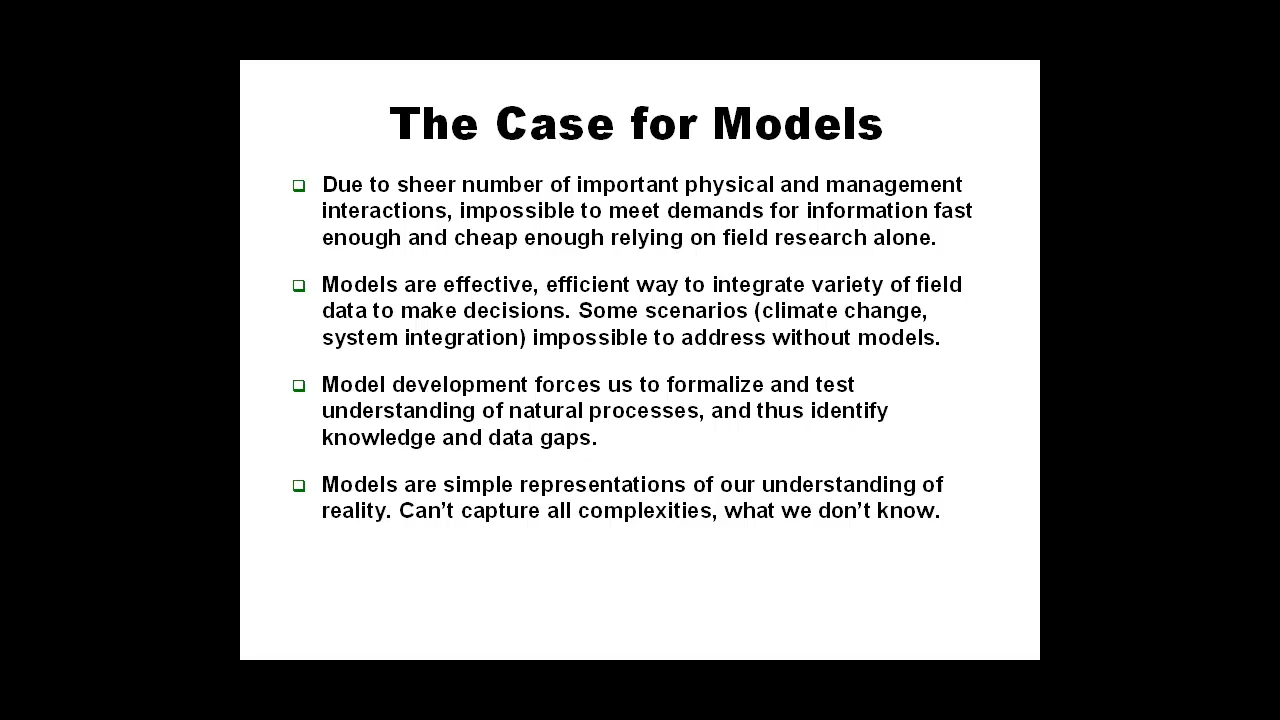 The Case for Models
Due to sheer number of important physical and management
interactions, impossible to meet demands for information fast
enough and cheap enough relying on field research alone.
Models are effective, efficient way to integrate variety of field
data to make decisions. Some scenarios (climate change,
system integration) impossible to address without models.
Model development forces us to formalize and test
understanding of natural processes, and thus identify
knowledge and data gaps.
Models are simple representations of our understanding of
reality. Can’t capture all complexities, what we don’t know.